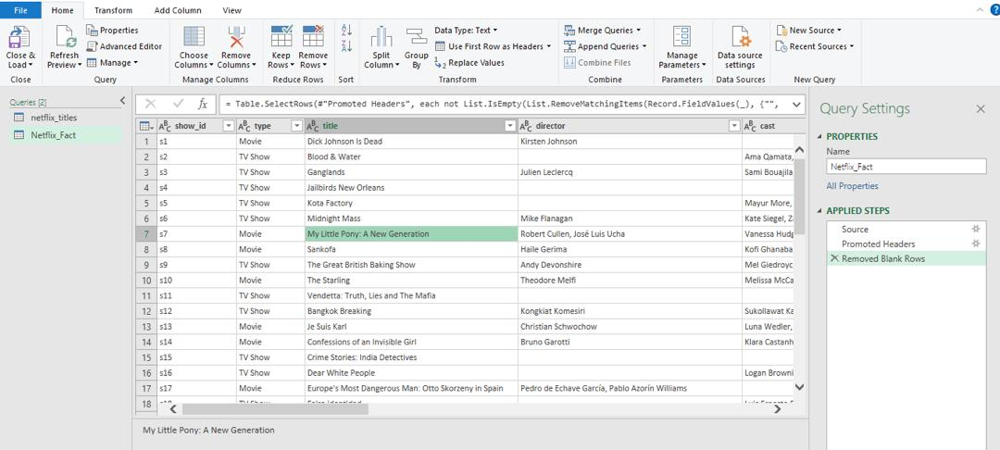 File Home Transform Add Column View
Close & Load
Refresh Preview
Properties
Advanced Editor
Manage
Choose Columns
Remove Columns
Keep Rows
Remove Rows
Split Column
Group By
Data Type: Text
Use First Row as Headers
Replace Values
Merge Queries
Append Queries
Combine Files
Manage Parameters
Data source settings
New Source
Recent Sources
Close Query Manage Columns Reduce Rows Sort Transform Combine Parameters Data Sources New Query
Queries [2]
netflix_titles
Netflix_Fact
fx = Table.SelectRows(#"Promoted Headers", each not List.IsEmpty(List.RemoveMatchingItems(Record.FieldValues(_), {"",
ABC show_id ABC type ABC title ABC director ABC cast
1 s1 Movie Dick Johnson Is Dead Kirsten Johnson
2 s2 TV Show Blood & Water Ama Qamata,
3 s3 TV Show Ganglands Julien Leclercq Sami Bouajila
4 s4 TV Show Jailbirds New Orleans
5 s5 TV Show Kota Factory Mayur More,
6 s6 TV Show Midnight Mass Mike Flanagan Kate Siegel, Z
7 s7 Movie My Little Pony: A New Generation Robert Cullen, José Luis Ucha Vanessa Hudg
8 s8 Movie Sankofa Haile Gerima Kofi Ghanaba
9 s9 TV Show The Great British Baking Show Andy Devonshire Mel Giedroyc
10 s10 Movie The Starling Theodore Melfi Melissa McCa
11 s11 TV Show Vendetta: Truth, Lies and The Mafia
12 s12 TV Show Bangkok Breaking Kongkiat Komesiri Sukollawat Ka
13 s13 Movie Je Suis Karl Christian Schwochow Luna Wedler,
14 s14 Movie Confessions of an Invisible Girl Bruno Garotti Klara Castanh
15 s15 TV Show Crime Stories: India Detectives
16 s16 TV Show Dear White People Logan Browni
17 s17 Movie Europe's Most Dangerous Man: Otto Skorzeny in Spain Pedro de Echave García, Pablo Azorín Williams
18
My Little Pony: A New Generation
Query Settings
PROPERTIES
Name
Netflix_Fact
All Properties
APPLIED STEPS
Source
Promoted Headers
Removed Blank Rows